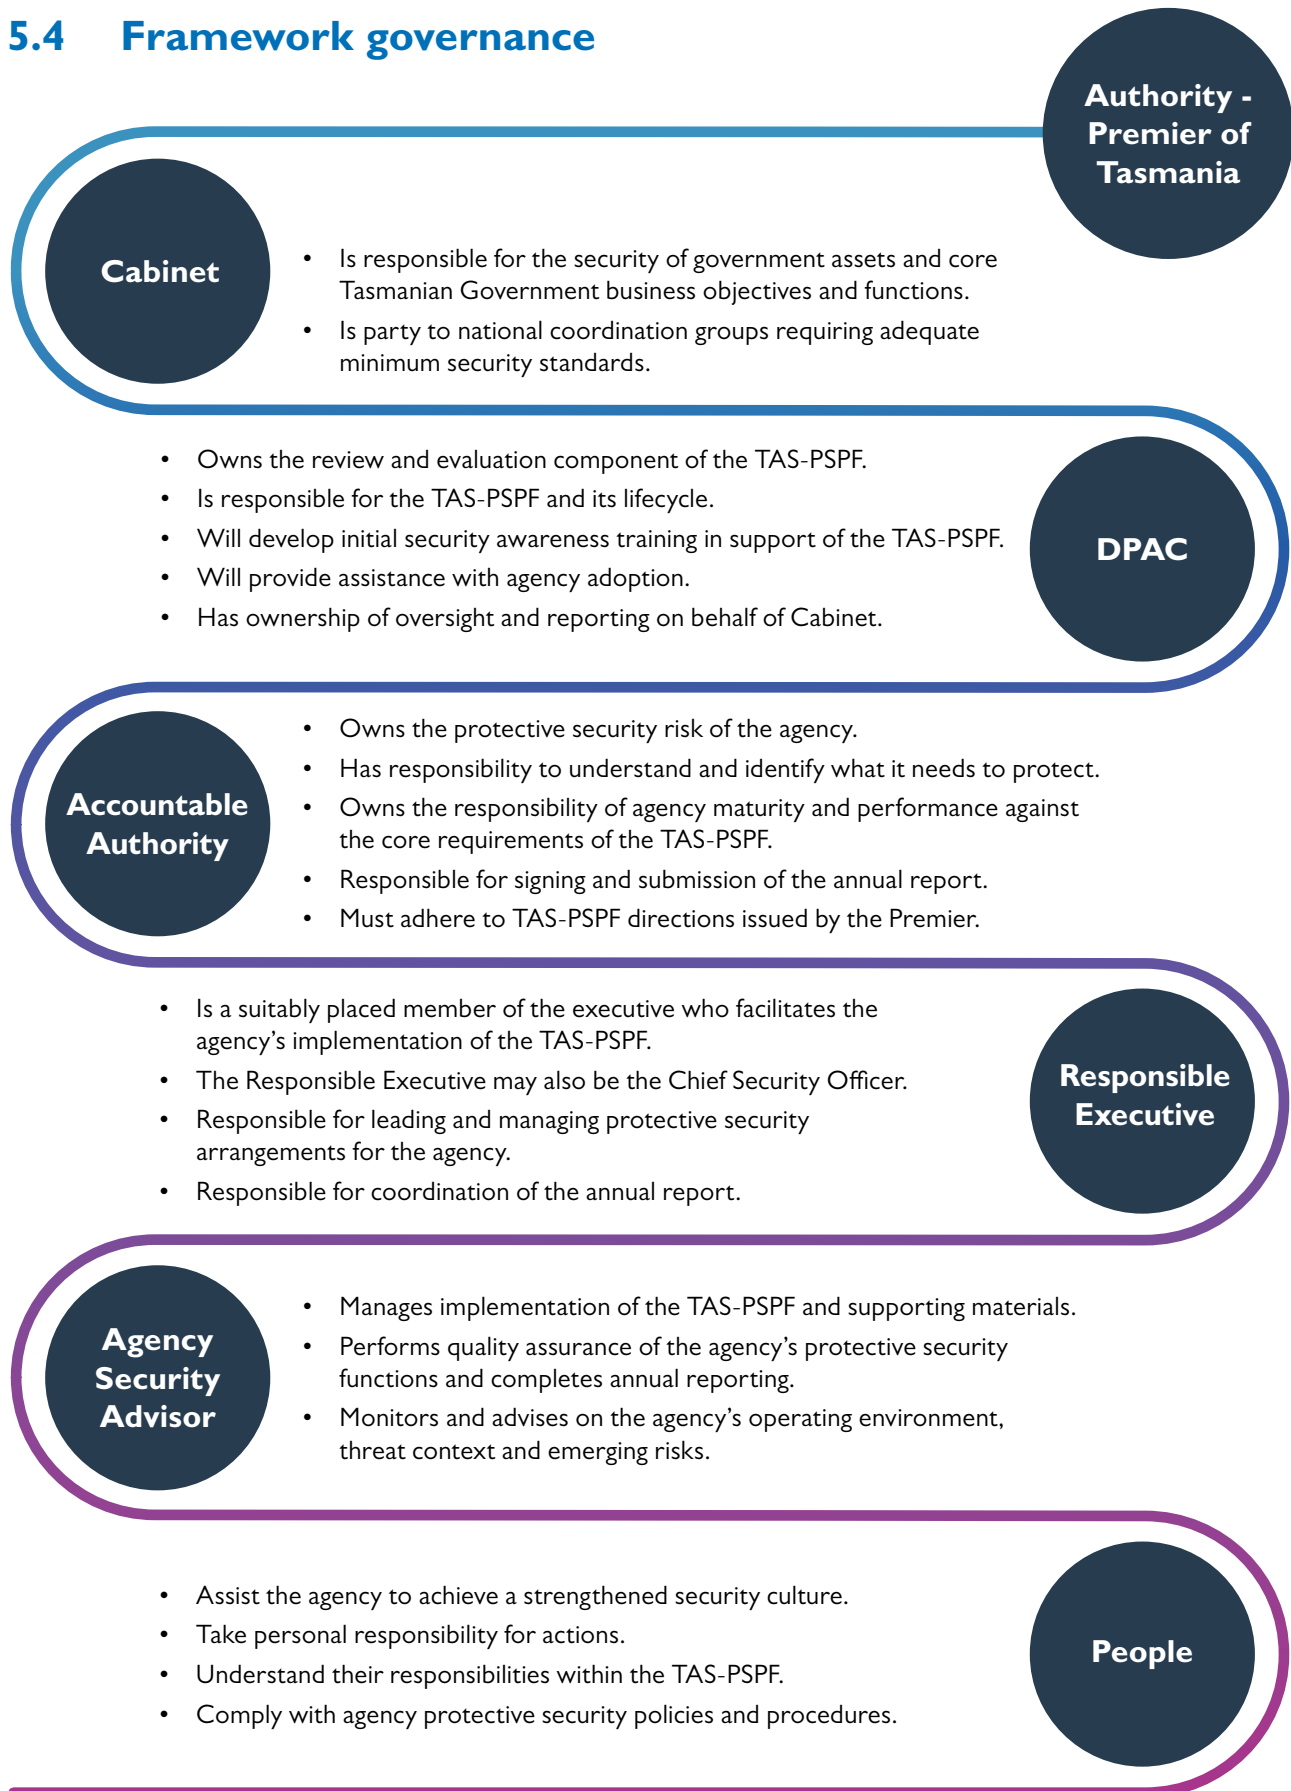 5.4 Framework governance
Authority -
Premier of
Tasmania
Cabinet
• Is responsible for the security of government assets and core
Tasmanian Government business objectives and functions.
• Is party to national coordination groups requiring adequate
minimum security standards.
• Owns the review and evaluation component of the TAS-PSPF.
• Is responsible for the TAS-PSPF and its lifecycle.
• Will develop initial security awareness training in support of the TAS-PSPF.
• Will provide assistance with agency adoption.
• Has ownership of oversight and reporting on behalf of Cabinet.
DPAC
Accountable
Authority
• Owns the protective security risk of the agency.
• Has responsibility to understand and identify what it needs to protect.
• Owns the responsibility of agency maturity and performance against
the core requirements of the TAS-PSPF.
• Responsible for signing and submission of the annual report.
• Must adhere to TAS-PSPF directions issued by the Premier.
• Is a suitably placed member of the executive who facilitates the
agency’s implementation of the TAS-PSPF.
• The Responsible Executive may also be the Chief Security Officer.
• Responsible for leading and managing protective security
arrangements for the agency.
• Responsible for coordination of the annual report.
Responsible
Executive
Agency
Security
Advisor
• Manages implementation of the TAS-PSPF and supporting materials.
• Performs quality assurance of the agency’s protective security
functions and completes annual reporting.
• Monitors and advises on the agency’s operating environment,
threat context and emerging risks.
• Assist the agency to achieve a strengthened security culture.
• Take personal responsibility for actions.
• Understand their responsibilities within the TAS-PSPF.
• Comply with agency protective security policies and procedures.
People